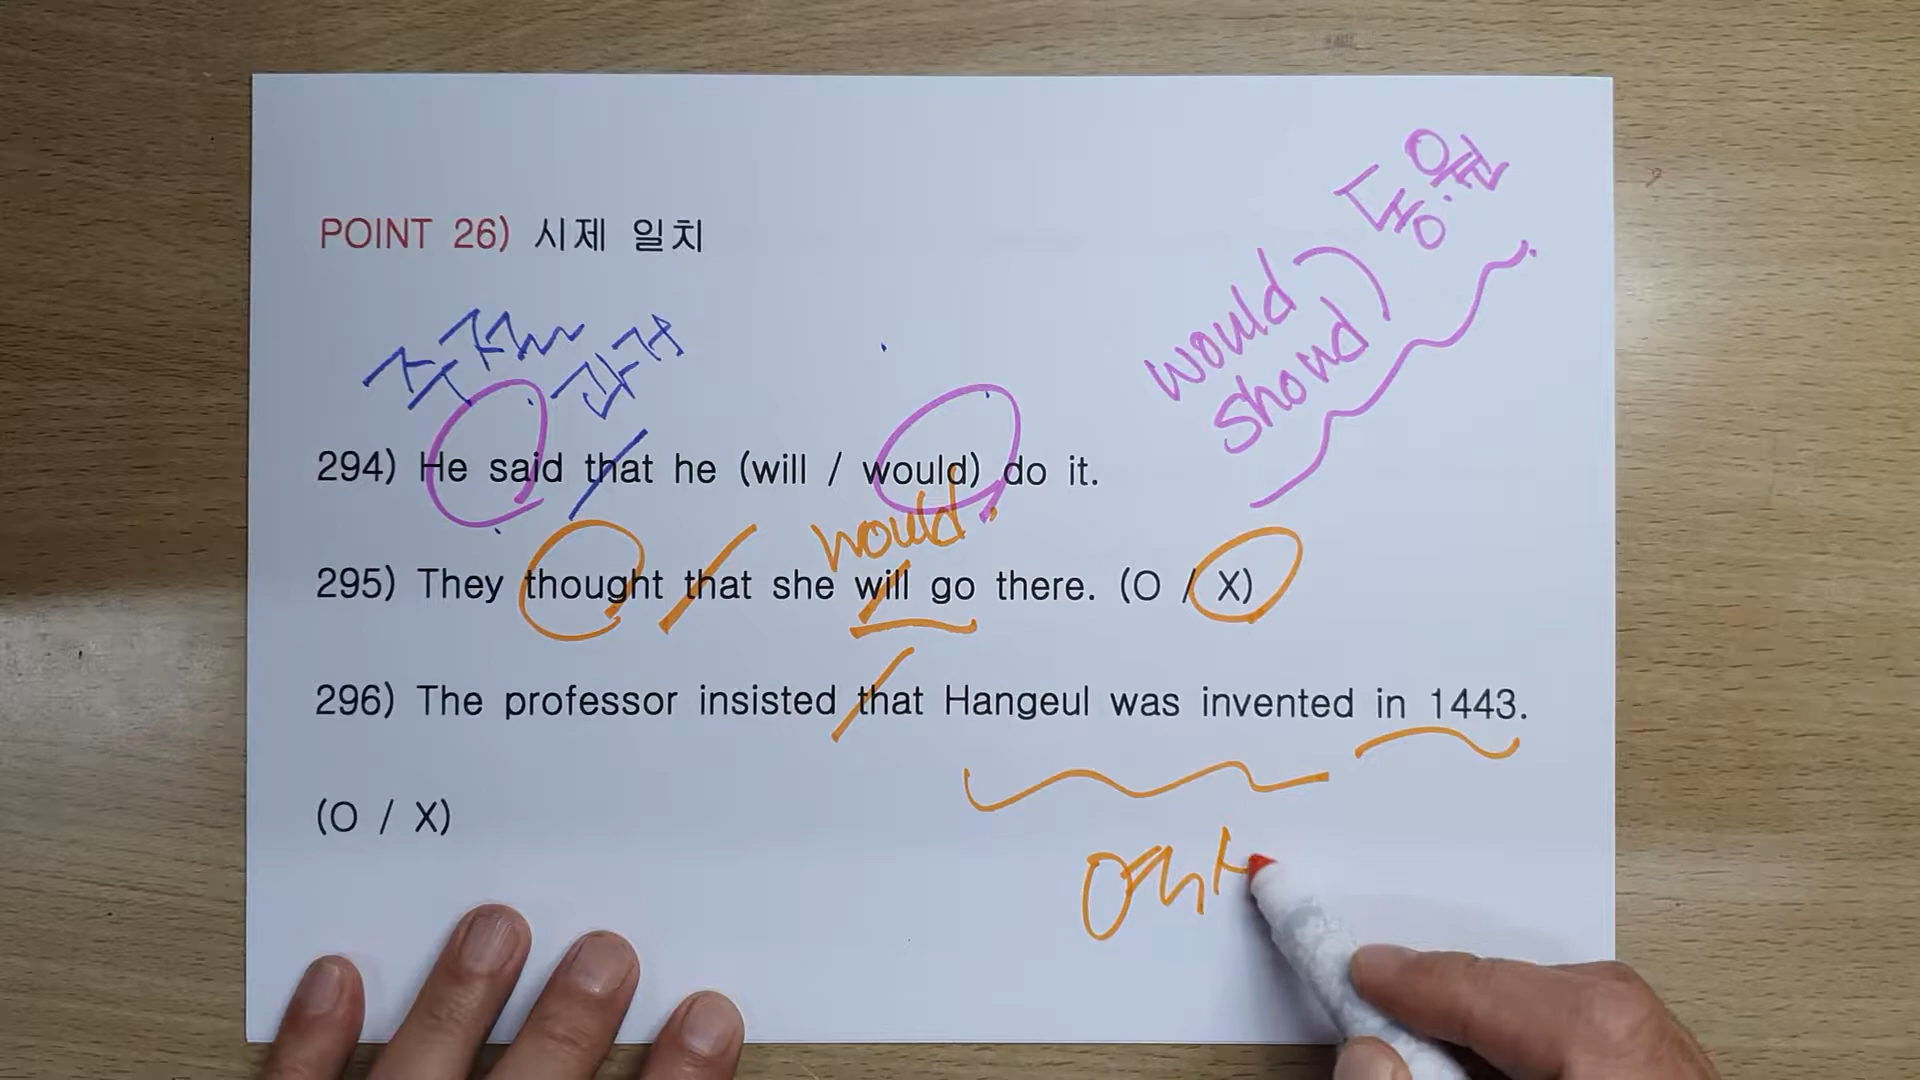 POINT 26) 시제 일치
동원
would
should
주절
과거
294) He said that he (will / would) do it.
would.
295) They thought that she will go there. (O / X)
296) The professor insisted that Hangeul was invented in 1443.
(O / X)